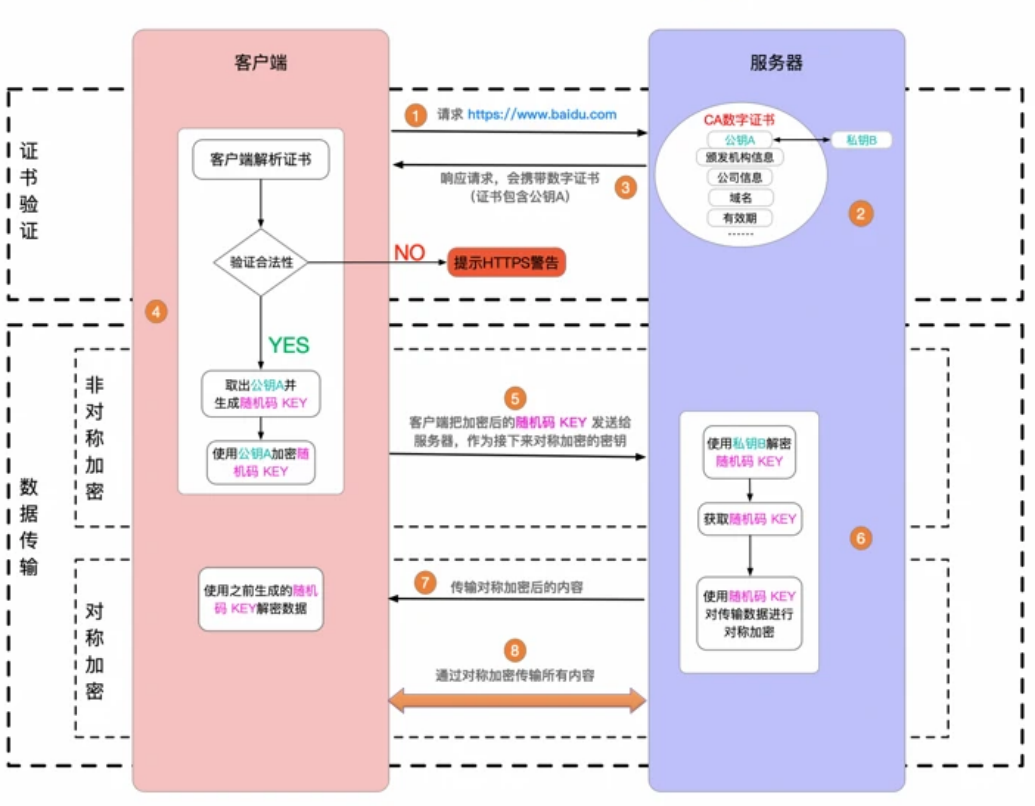 客户端
服务器
证书验证
1
请求 https://www.baidu.com
CA数字证书
公钥A
私钥B
颁发机构信息
公司信息
域名
有效期
------
2
响应请求，会携带数字证书
（证书包含公钥A）
3
客户端解析证书
验证合法性
NO
提示HTTPS警告
4
YES
数据传输
非对称加密
取出公钥A并
生成随机码 KEY
使用公钥A加密随
机码 KEY
5
客户端把加密后的随机码 KEY 发送给
服务器，作为接下来对称加密的密钥
使用私钥B解密
随机码 KEY
获取随机码 KEY
6
使用随机码 KEY
对传输数据进行
对称加密
对称加密
7
传输对称加密后的内容
使用之前生成的随机
码 KEY解密数据
8
通过对称加密传输所有内容